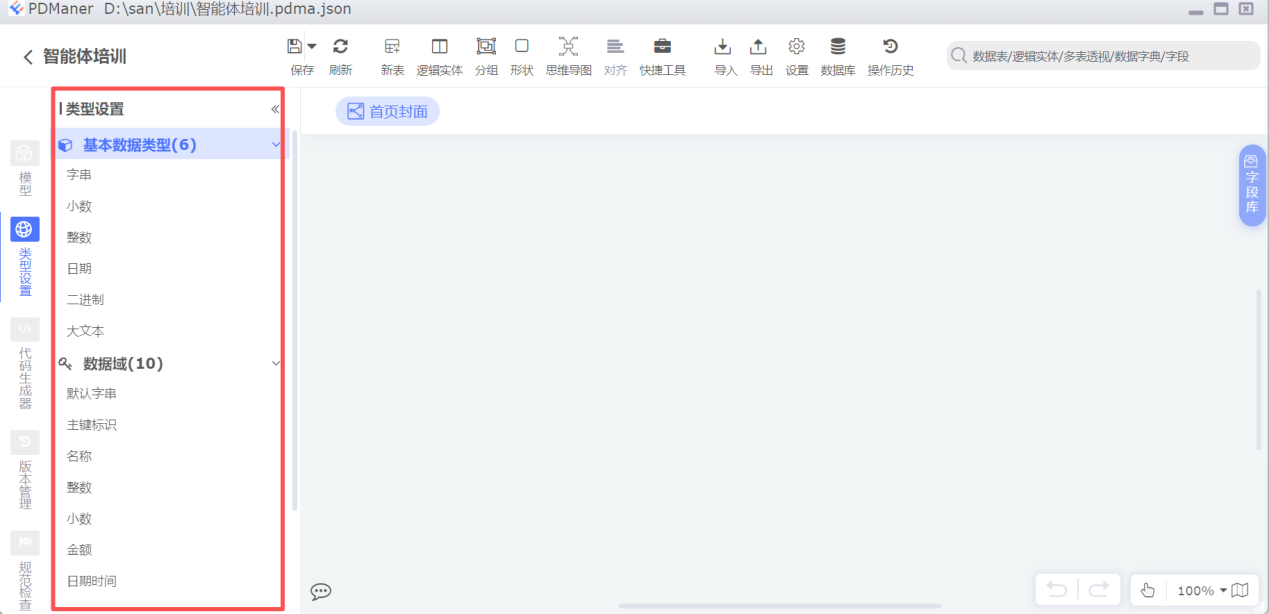 PDManer D:\san\培训\智能体培训.pdma.json
智能体培训
保存 刷新 新表 逻辑实体 分组 形状 思维导图 对齐 快捷工具 导入 导出 设置 数据库 操作历史
数据表/逻辑实体/多表透视/数据字典/字段
模型
类型设置
代码生成器
版本管理
规范检查
类型设置
基本数据类型(6)
字串
小数
整数
日期
二进制
大文本
数据域(10)
默认字串
主键标识
名称
整数
小数
金额
日期时间
首页封面
字段库
100%